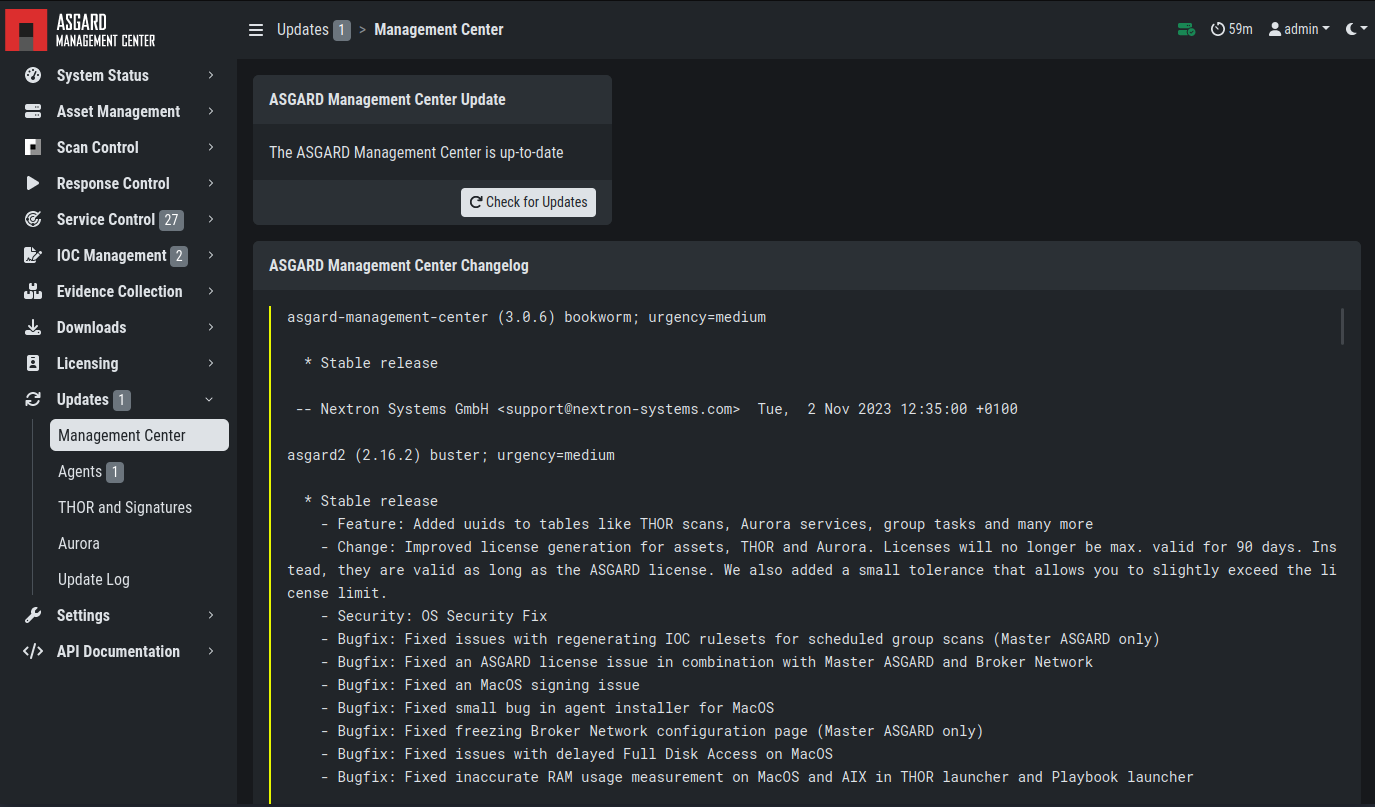 ASGARD
MANAGEMENT CENTER
Updates 1 > Management Center
59m
admin
System Status
Asset Management
Scan Control
Response Control
Service Control 27
IOC Management 2
Evidence Collection
Downloads
Licensing
Updates 1
Management Center
Agents 1
THOR and Signatures
Aurora
Update Log
Settings
API Documentation
ASGARD Management Center Update
The ASGARD Management Center is up-to-date
Check for Updates
ASGARD Management Center Changelog
asgard-management-center (3.0.6) bookworm; urgency=medium
* Stable release
-- Nextron Systems GmbH <support@nextron-systems.com>  Tue,  2 Nov 2023 12:35:00 +0100
asgard2 (2.16.2) buster; urgency=medium
* Stable release
- Feature: Added uuids to tables like THOR scans, Aurora services, group tasks and many more
- Change: Improved license generation for assets, THOR and Aurora. Licenses will no longer be max. valid for 90 days. Ins
tead, they are valid as long as the ASGARD license. We also added a small tolerance that allows you to slightly exceed the li
cense limit.
- Security: OS Security Fix
- Bugfix: Fixed issues with regenerating IOC rulesets for scheduled group scans (Master ASGARD only)
- Bugfix: Fixed an ASGARD license issue in combination with Master ASGARD and Broker Network
- Bugfix: Fixed an MacOS signing issue
- Bugfix: Fixed small bug in agent installer for MacOS
- Bugfix: Fixed freezing Broker Network configuration page (Master ASGARD only)
- Bugfix: Fixed issues with delayed Full Disk Access on MacOS
- Bugfix: Fixed inaccurate RAM usage measurement on MacOS and AIX in THOR launcher and Playbook launcher